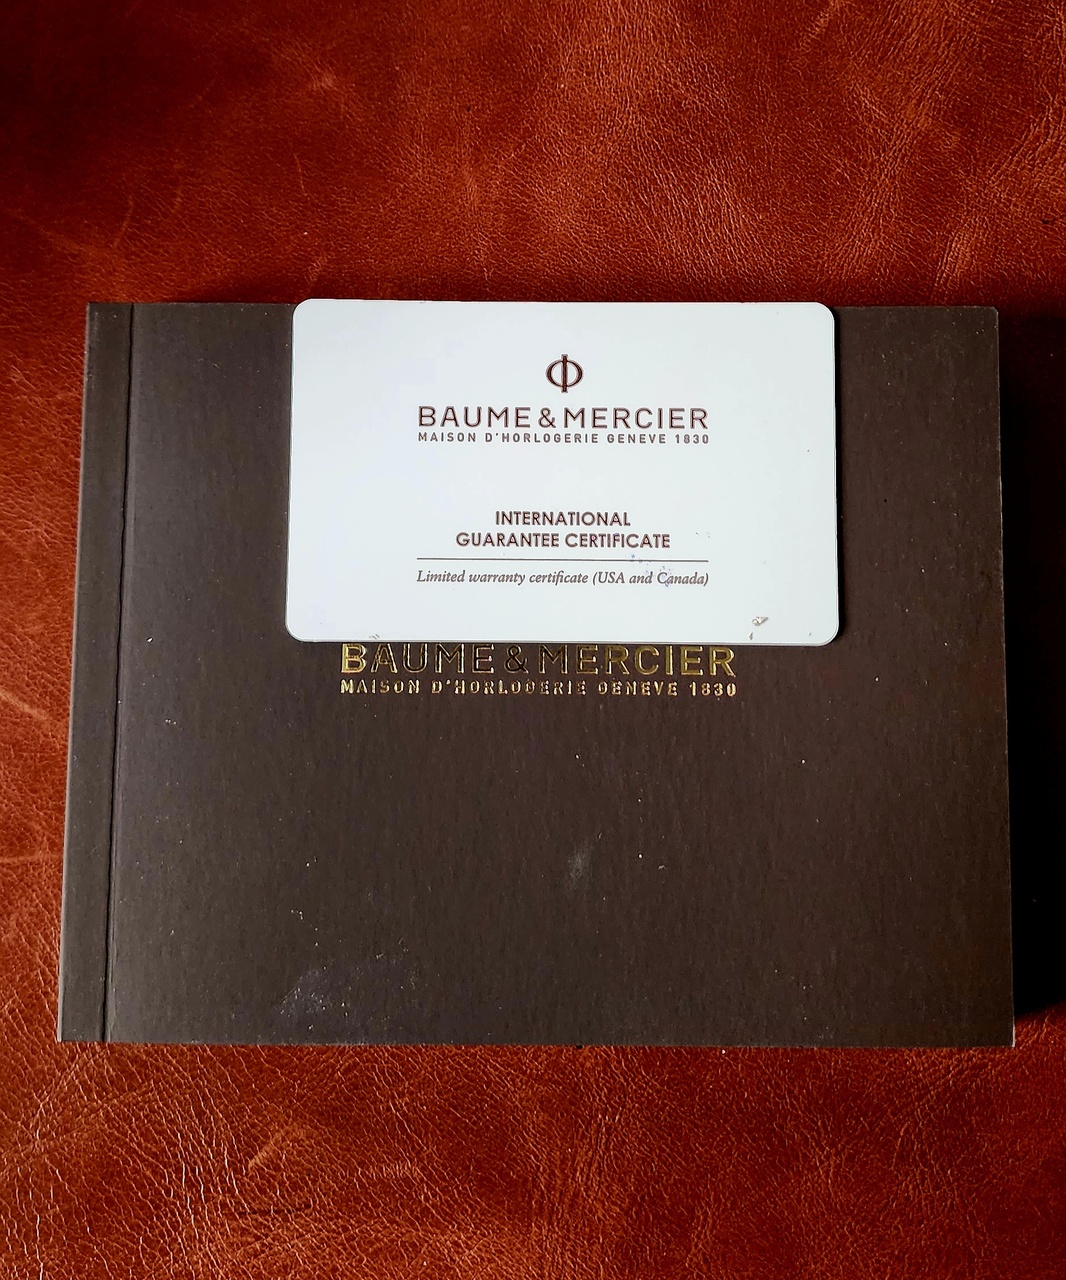 BAUME & MERCIER
MAISON D'HORLOGERIE GENEVE 1830
INTERNATIONAL
GUARANTEE CERTIFICATE
Limited warranty certificate (USA and Canada)
BAUME & MERCIER
MAISON D'HORLOGERIE GENEVE 1830